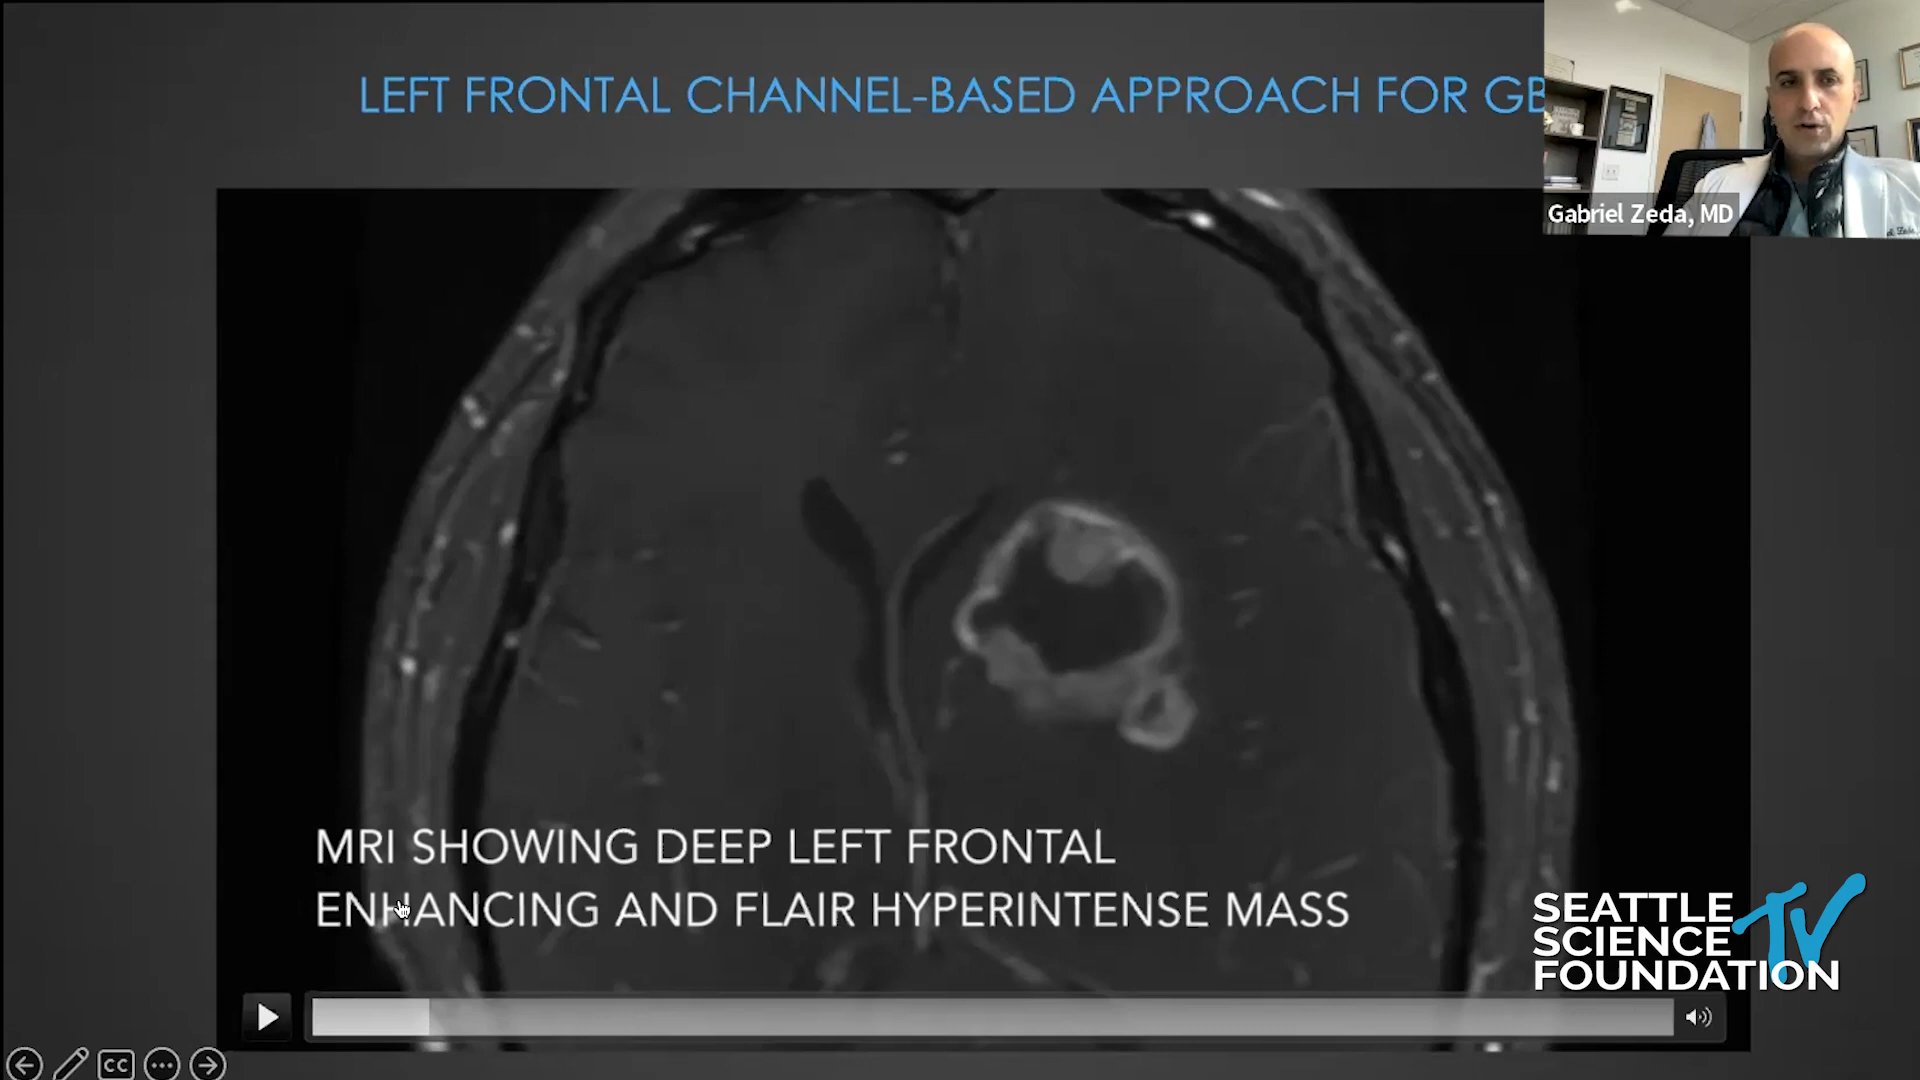 LEFT FRONTAL CHANNEL-BASED APPROACH FOR GB
Gabriel Zeda, MD
MRI SHOWING DEEP LEFT FRONTAL
ENHANCING AND FLAIR HYPERINTENSE MASS
SEATTLE
SCIENCE
FOUNDATION
TV
CC